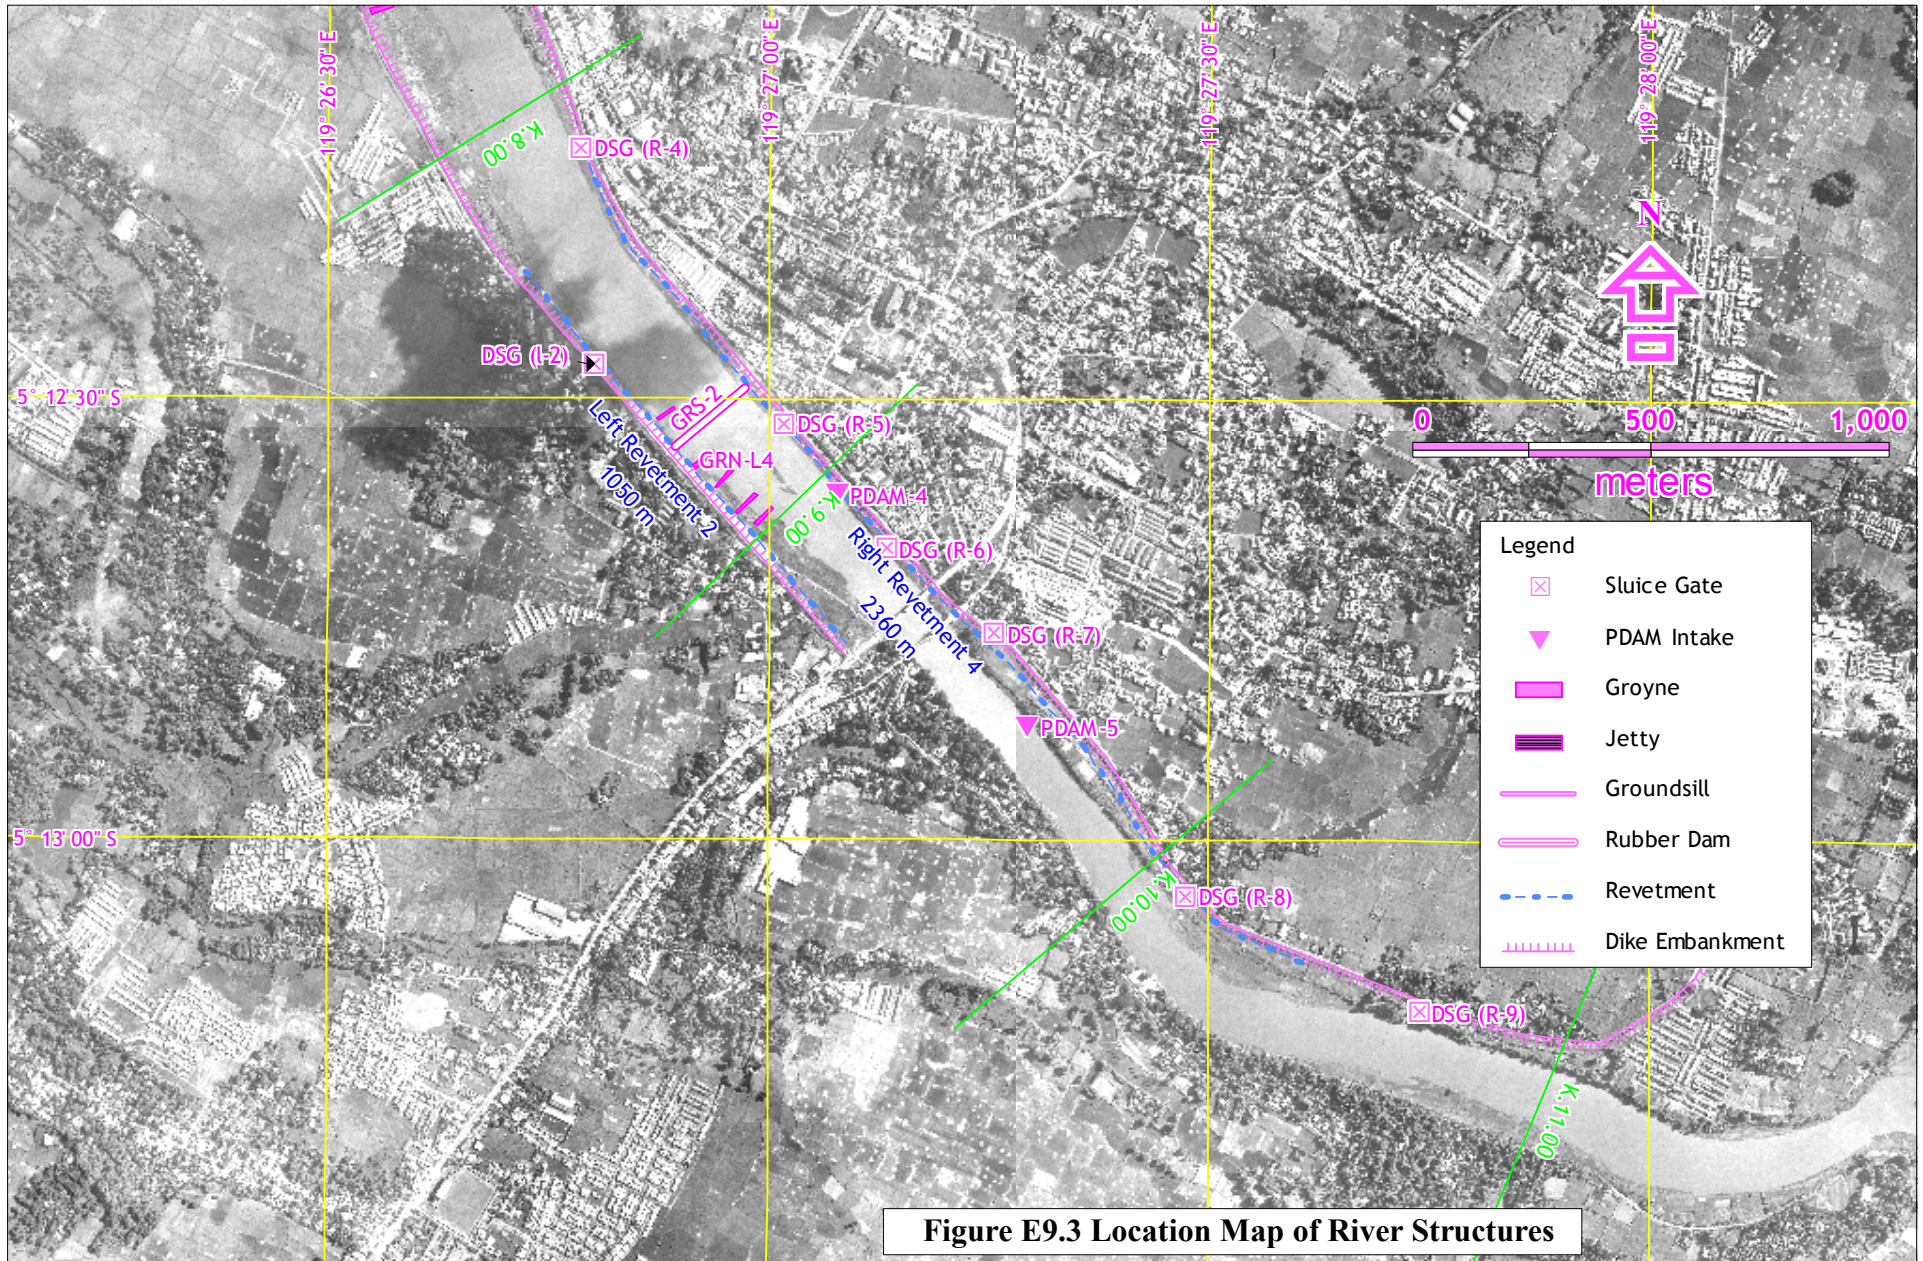 119° 26' 30" E
119° 27' 00" E
119° 27' 30" E
119° 28' 00" E
K.8.00
DSG (R-4)
N
DSG (l-2)
5° 12' 30" S
GRS-2
DSG (R-5)
0 500 1,000
meters
Left Revetment 2
1050 m
GRN-L4
PDAM-4
K.9.00
DSG (R-6)
Right Revetment 4
2360 m
DSG (R-7)
PDAM-5
5° 13' 00" S
K.10.00
DSG (R-8)
DSG (R-9)
K.11.00
Legend
Sluice Gate
PDAM Intake
Groyne
Jetty
Groundsill
Rubber Dam
Revetment
Dike Embankment
Figure E9.3 Location Map of River Structures